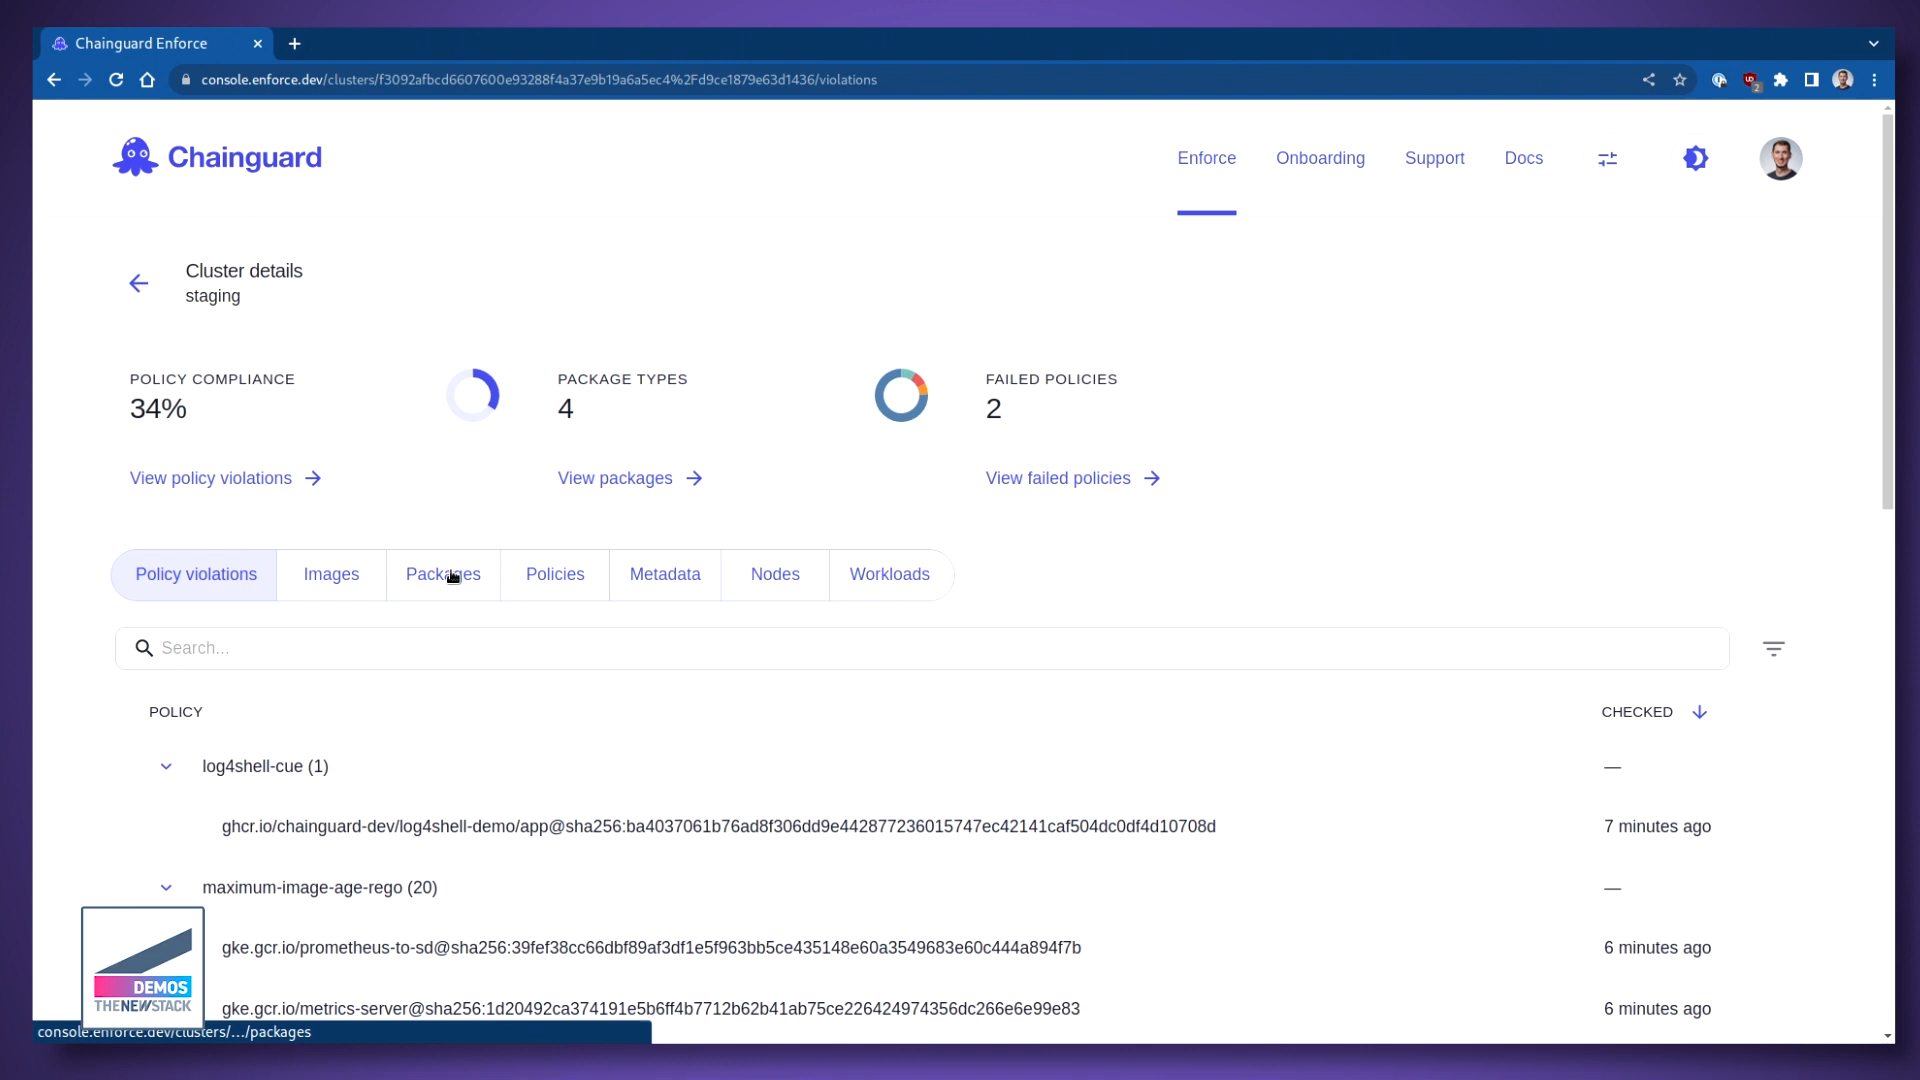 Chainguard Enforce
console.enforce.dev/clusters/f3092afbcd6607600e93288f4a37e9b19a6a5ec4%2Fd9ce1879e63d1436/violations
2
Chainguard
Enforce Onboarding Support Docs
Cluster details
staging
POLICY COMPLIANCE PACKAGE TYPES FAILED POLICIES
34% 4 2
View policy violations View packages View failed policies
Policy violations Images Packages Policies Metadata Nodes Workloads
Search...
POLICY CHECKED
log4shell-cue (1) —
ghcr.io/chainguard-dev/log4shell-demo/app@sha256:ba4037061b76ad8f306dd9e442877236015747ec42141caf504dc0df4d10708d 7 minutes ago
maximum-image-age-rego (20) —
gke.gcr.io/prometheus-to-sd@sha256:39fef38cc66dbf89af3df1e5f963bb5ce435148e60a3549683e60c444a894f7b 6 minutes ago
gke.gcr.io/metrics-server@sha256:1d20492ca374191e5b6ff4b7712b62b41ab75ce226424974356dc266e6e99e83 6 minutes ago
DEMOS
THENEWSTACK
console.enforce.dev/clusters/.../packages